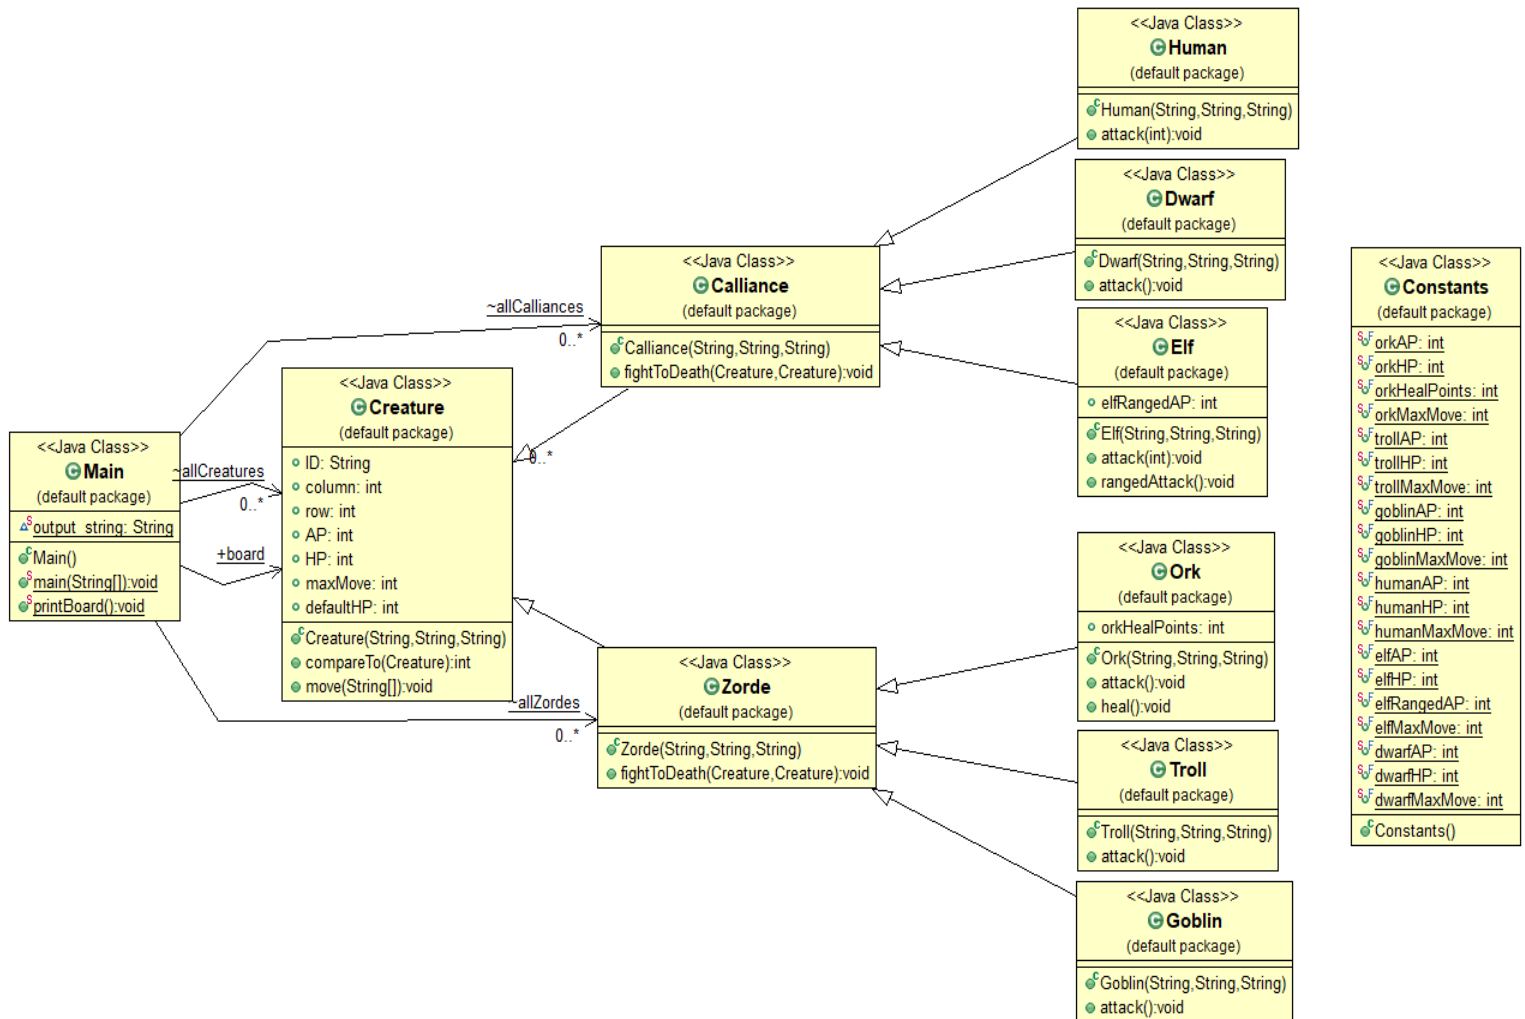 <<Java Class>>
Main
(default package)
output_string: String
Main()
main(String[]):void
printBoard():void
~allCalliances
0..*
~allCreatures
0..*
+board
~allZordes
0..*
<<Java Class>>
Creature
(default package)
ID: String
column: int
row: int
AP: int
HP: int
maxMove: int
defaultHP: int
Creature(String,String,String)
compareTo(Creature):int
move(String[]):void
0..*
<<Java Class>>
Calliance
(default package)
Calliance(String,String,String)
fightToDeath(Creature,Creature):void
<<Java Class>>
Zorde
(default package)
Zorde(String,String,String)
fightToDeath(Creature,Creature):void
<<Java Class>>
Human
(default package)
Human(String,String,String)
attack(int):void
<<Java Class>>
Dwarf
(default package)
Dwarf(String,String,String)
attack():void
<<Java Class>>
Elf
(default package)
elfRangedAP: int
Elf(String,String,String)
attack(int):void
rangedAttack():void
<<Java Class>>
Ork
(default package)
orkHealPoints: int
Ork(String,String,String)
attack():void
heal():void
<<Java Class>>
Troll
(default package)
Troll(String,String,String)
attack():void
<<Java Class>>
Goblin
(default package)
Goblin(String,String,String)
attack():void
<<Java Class>>
Constants
(default package)
orkAP: int
orkHP: int
orkHealPoints: int
orkMaxMove: int
trollAP: int
trollHP: int
trollMaxMove: int
goblinAP: int
goblinHP: int
goblinMaxMove: int
humanAP: int
humanHP: int
humanMaxMove: int
elfAP: int
elfHP: int
elfRangedAP: int
elfMaxMove: int
dwarfAP: int
dwarfHP: int
dwarfMaxMove: int
Constants()